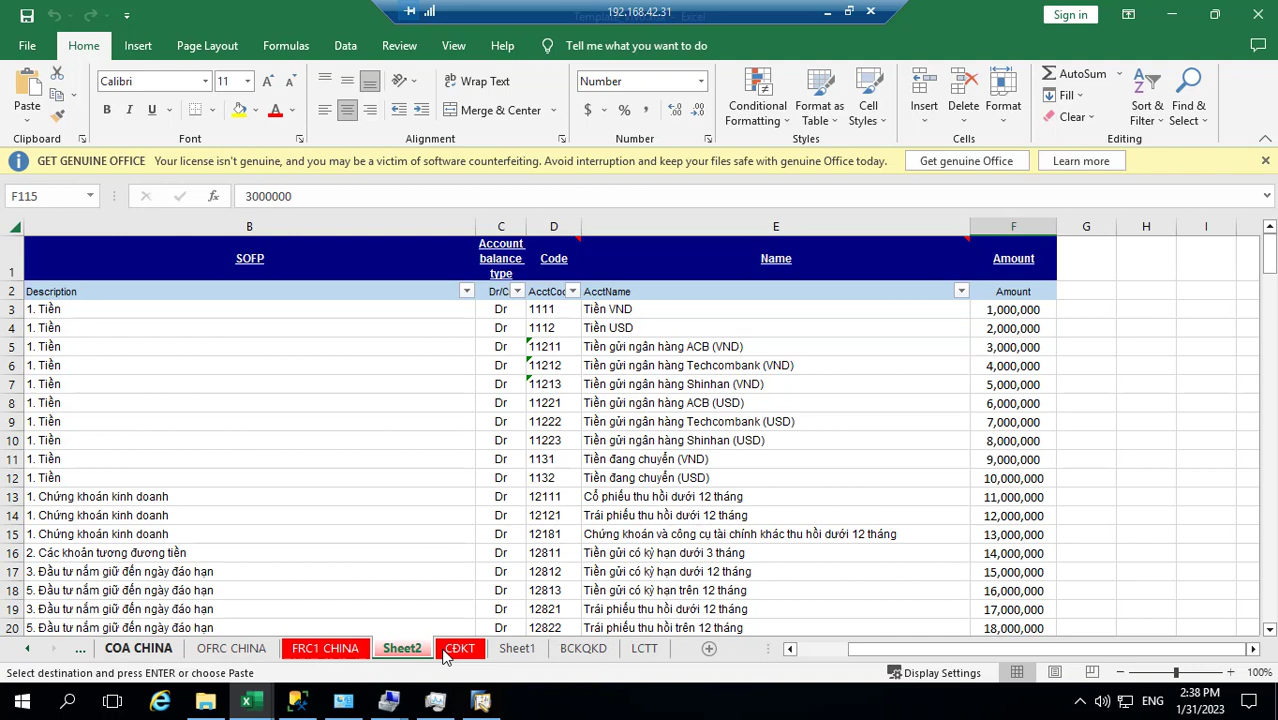 192.168.42.31
Sign in
File Home Insert Page Layout Formulas Data Review View Help Tell me what you want to do
Calibri 11 Wrap Text Number AutoSum
Paste Merge & Center Conditional Formatting Format as Table Cell Styles Insert Delete Format Fill Clear Sort & Filter Find & Select
Clipboard Font Alignment Number Styles Cells Editing
GET GENUINE OFFICE Your license isn't genuine, and you may be a victim of software counterfeiting. Avoid interruption and keep your files safe with genuine Office today. Get genuine Office Learn more
F115 fx 3000000
B C D E F G H I
1 SOFP Account balance type Code Name Amount
2 Description Dr/C AcctCod AcctName Amount
3 1. Tiền Dr 1111 Tiền VND 1,000,000
4 1. Tiền Dr 1112 Tiền USD 2,000,000
5 1. Tiền Dr 11211 Tiền gửi ngân hàng ACB (VND) 3,000,000
6 1. Tiền Dr 11212 Tiền gửi ngân hàng Techcombank (VND) 4,000,000
7 1. Tiền Dr 11213 Tiền gửi ngân hàng Shinhan (VND) 5,000,000
8 1. Tiền Dr 11221 Tiền gửi ngân hàng ACB (USD) 6,000,000
9 1. Tiền Dr 11222 Tiền gửi ngân hàng Techcombank (USD) 7,000,000
10 1. Tiền Dr 11223 Tiền gửi ngân hàng Shinhan (USD) 8,000,000
11 1. Tiền Dr 1131 Tiền đang chuyển (VND) 9,000,000
12 1. Tiền Dr 1132 Tiền đang chuyển (USD) 10,000,000
13 1. Chứng khoán kinh doanh Dr 12111 Cổ phiếu thu hồi dưới 12 tháng 11,000,000
14 1. Chứng khoán kinh doanh Dr 12121 Trái phiếu thu hồi dưới 12 tháng 12,000,000
15 1. Chứng khoán kinh doanh Dr 12181 Chứng khoán và công cụ tài chính khác thu hồi dưới 12 tháng 13,000,000
16 2. Các khoản tương đương tiền Dr 12811 Tiền gửi có kỳ hạn dưới 3 tháng 14,000,000
17 3. Đầu tư nắm giữ đến ngày đáo hạn Dr 12812 Tiền gửi có kỳ hạn dưới 12 tháng 15,000,000
18 5. Đầu tư nắm giữ đến ngày đáo hạn Dr 12813 Tiền gửi có kỳ hạn trên 12 tháng 16,000,000
19 3. Đầu tư nắm giữ đến ngày đáo hạn Dr 12821 Trái phiếu thu hồi dưới 12 tháng 17,000,000
20 5. Đầu tư nắm giữ đến ngày đáo hạn Dr 12822 Trái phiếu thu hồi trên 12 tháng 18,000,000
... COA CHINA OFRC CHINA FRC1 CHINA Sheet2 CĐKT Sheet1 BCKQKD LCTT
Select destination and press ENTER or choose Paste Display Settings 100%
ENG 2:38 PM
1/31/2023